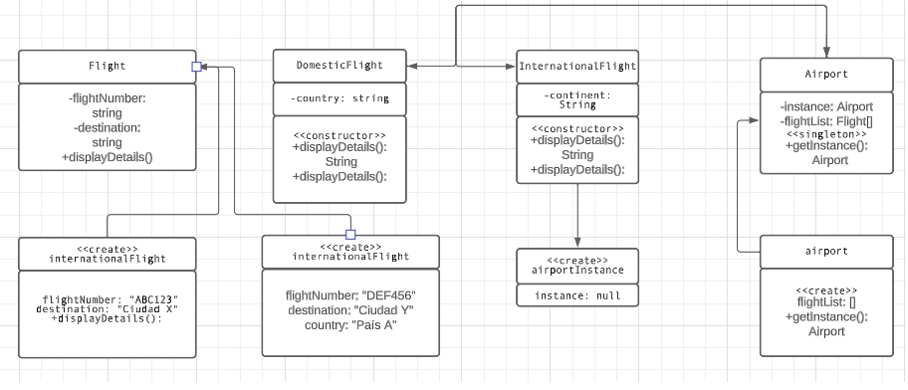 Flight
-flightNumber:
string
-destination:
string
+displayDetails()
DomesticFlight
-country: string
<<constructor>>
+displayDetails():
String
+displayDetails():
InternationalFlight
-continent:
String
<<constructor>>
+displayDetails():
String
+displayDetails():
Airport
-instance: Airport
-flightList: Flight[]
<<singleton>>
+getInstance():
Airport
<<create>>
internationalFlight
flightNumber: "ABC123"
destination: "Ciudad X"
+displayDetails():
<<create>>
internationalFlight
flightNumber: "DEF456"
destination: "Ciudad Y"
country: "País A"
<<create>>
airportInstance
instance: null
airport
<<create>>
flightList: []
+getInstance():
Airport